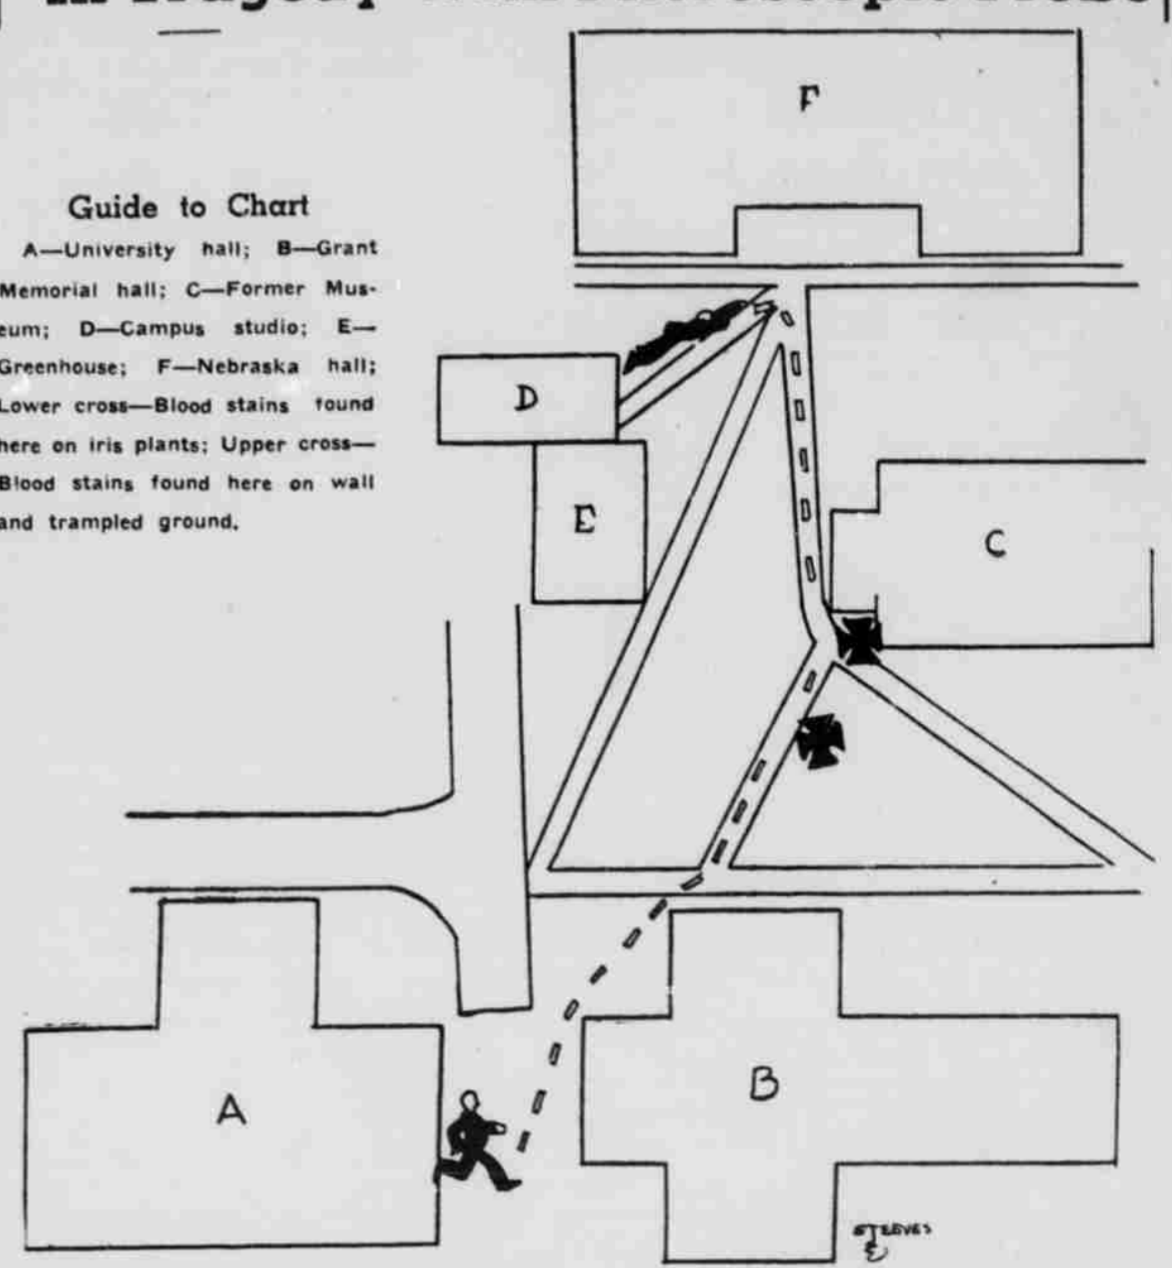 Guide to Chart
A—University hall; B—Grant
Memorial hall; C—Former Mus-
eum; D—Campus studio; E—
Greenhouse; F—Nebraska hall;
Lower cross—Blood stains found
here on iris plants; Upper cross—
Blood stains found here on wall
and trampled ground.
F
D
E
C
A
B
STEEVES